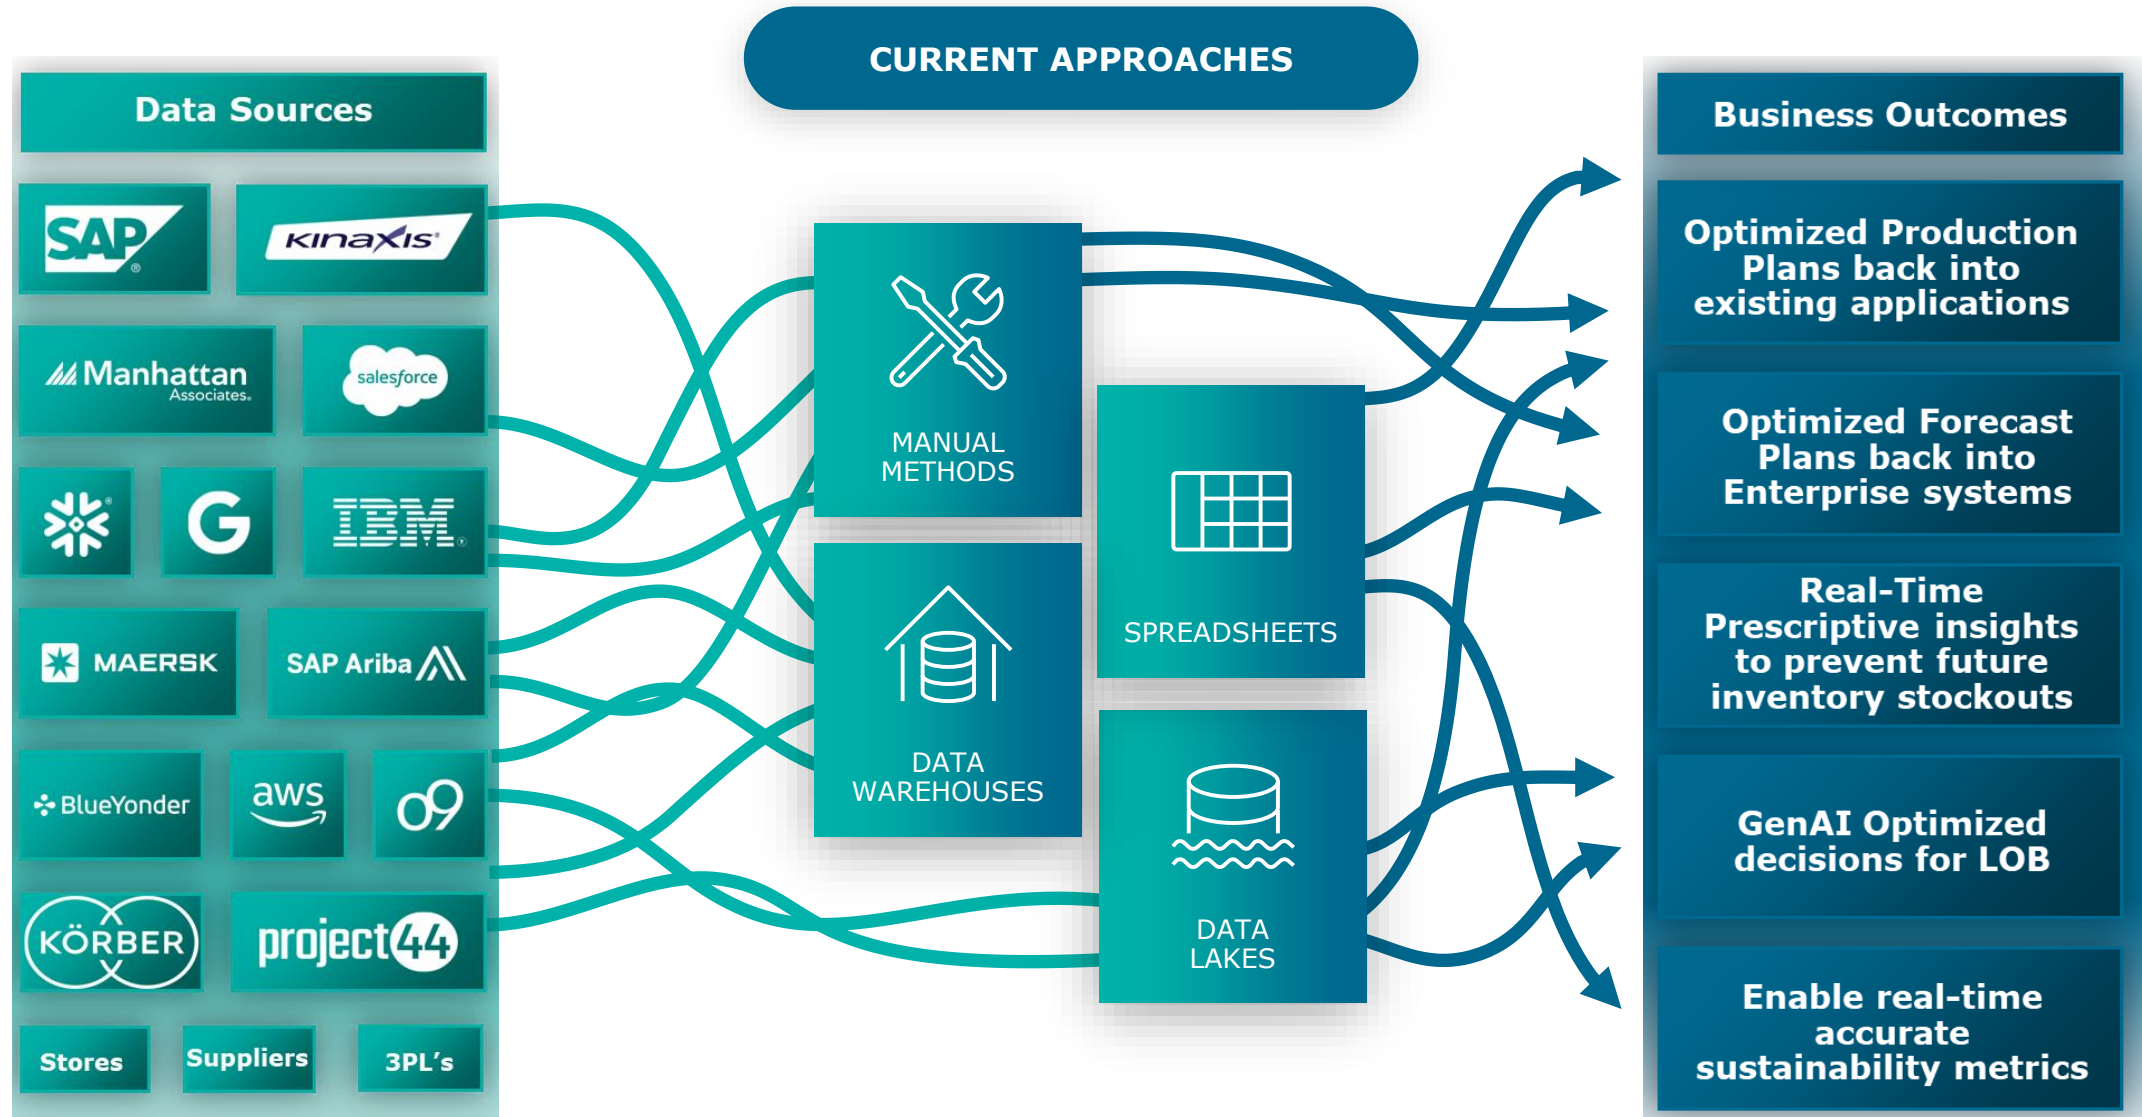 CURRENT APPROACHES
Data Sources
SAP®
kinaxis®
Manhattan
Associates®
salesforce
®
G
IBM®
MAERSK
SAP Ariba
BlueYonder
aws
o9
KÖRBER
project44
Stores
Suppliers
3PL's
MANUAL
METHODS
DATA
WAREHOUSES
SPREADSHEETS
DATA
LAKES
Business Outcomes
Optimized Production
Plans back into
existing applications
Optimized Forecast
Plans back into
Enterprise systems
Real-Time
Prescriptive insights
to prevent future
inventory stockouts
GenAI Optimized
decisions for LOB
Enable real-time
accurate
sustainability metrics